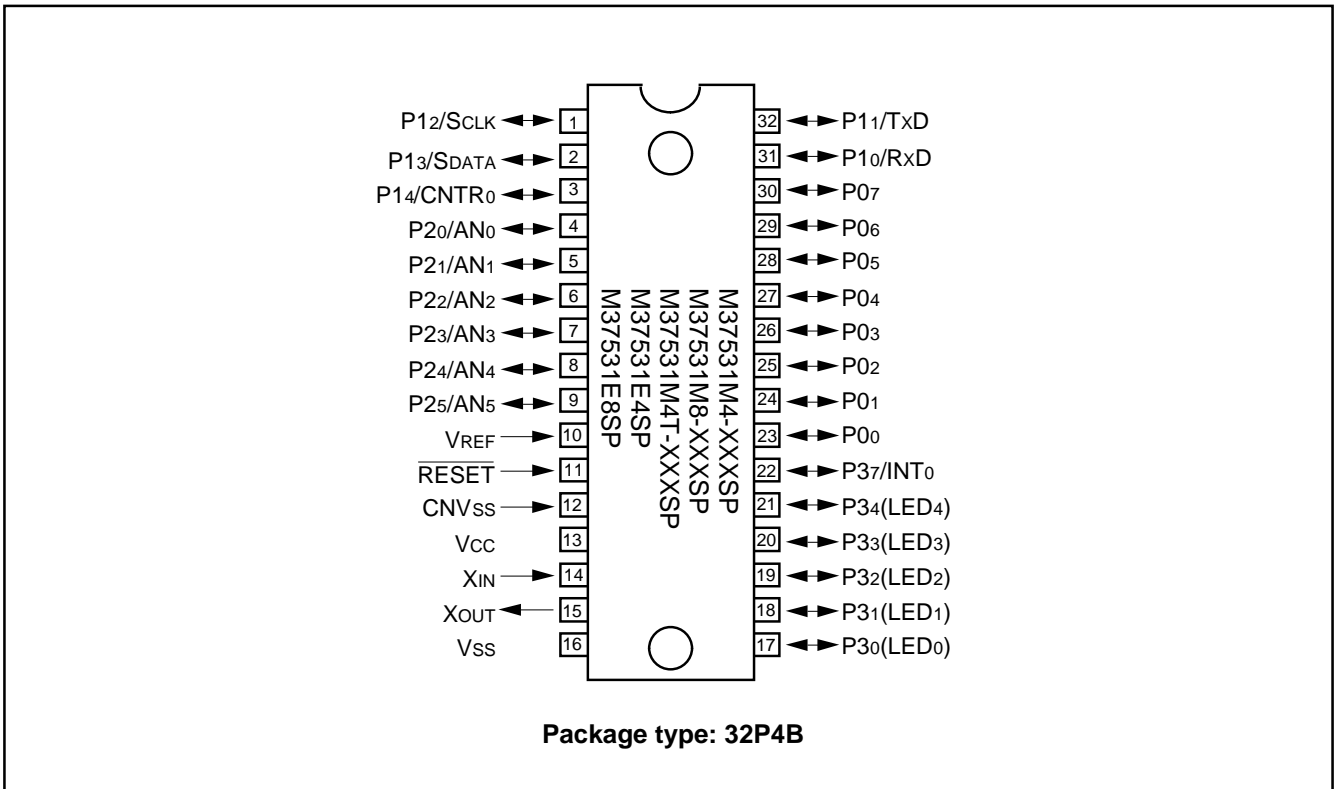 P12/SCLK 1 32 P11/TXD
P13/SDATA 2 31 P10/RXD
P14/CNTR0 3 30 P07
P20/AN0 4 29 P06
P21/AN1 5 28 P05
P22/AN2 6 27 P04
P23/AN3 7 26 P03
P24/AN4 8 25 P02
P25/AN5 9 24 P01
VREF 10 23 P00
RESET 11 22 P37/INT0
CNVSS 12 21 P34(LED4)
VCC 13 20 P33(LED3)
XIN 14 19 P32(LED2)
XOUT 15 18 P31(LED1)
VSS 16 17 P30(LED0)
M37531M4-XXXSP
M37531M8-XXXSP
M37531M4T-XXXSP
M37531E4SP
M37531E8SP
Package type: 32P4B